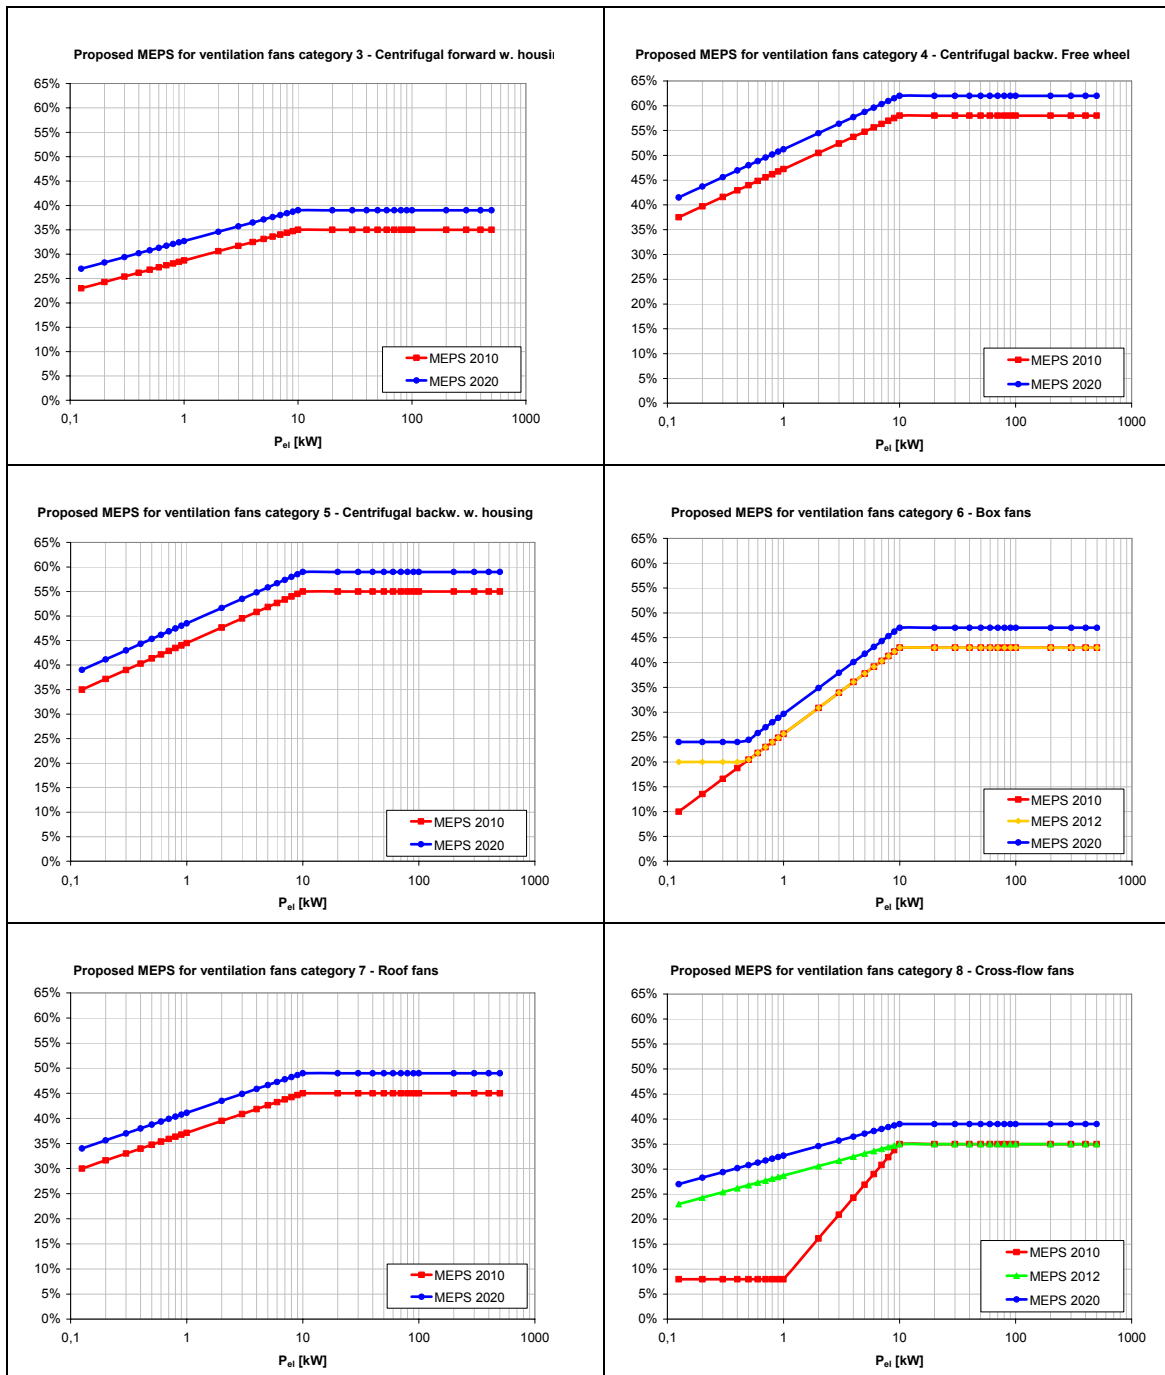 Proposed MEPS for ventilation fans category 3 - Centrifugal forward w. housi
65%
60%
55%
50%
45%
40%
35%
30%
25%
20%
15%
10%
5%
0%
MEPS 2010
MEPS 2020
0,1 1 10 100 1000
Pel [kW]
Proposed MEPS for ventilation fans category 4 - Centrifugal backw. Free wheel
65%
60%
55%
50%
45%
40%
35%
30%
25%
20%
15%
10%
5%
0%
MEPS 2010
MEPS 2020
0,1 1 10 100 1000
Pel [kW]
Proposed MEPS for ventilation fans category 5 - Centrifugal backw. w. housing
65%
60%
55%
50%
45%
40%
35%
30%
25%
20%
15%
10%
5%
0%
MEPS 2010
MEPS 2020
0,1 1 10 100 1000
Pel [kW]
Proposed MEPS for ventilation fans category 6 - Box fans
65%
60%
55%
50%
45%
40%
35%
30%
25%
20%
15%
10%
5%
0%
MEPS 2010
MEPS 2012
MEPS 2020
0,1 1 10 100 1000
Pel [kW]
Proposed MEPS for ventilation fans category 7 - Roof fans
65%
60%
55%
50%
45%
40%
35%
30%
25%
20%
15%
10%
5%
0%
MEPS 2010
MEPS 2020
0,1 1 10 100 1000
Pel [kW]
Proposed MEPS for ventilation fans category 8 - Cross-flow fans
65%
60%
55%
50%
45%
40%
35%
30%
25%
20%
15%
10%
5%
0%
MEPS 2010
MEPS 2012
MEPS 2020
0,1 1 10 100 1000
Pel [kW]